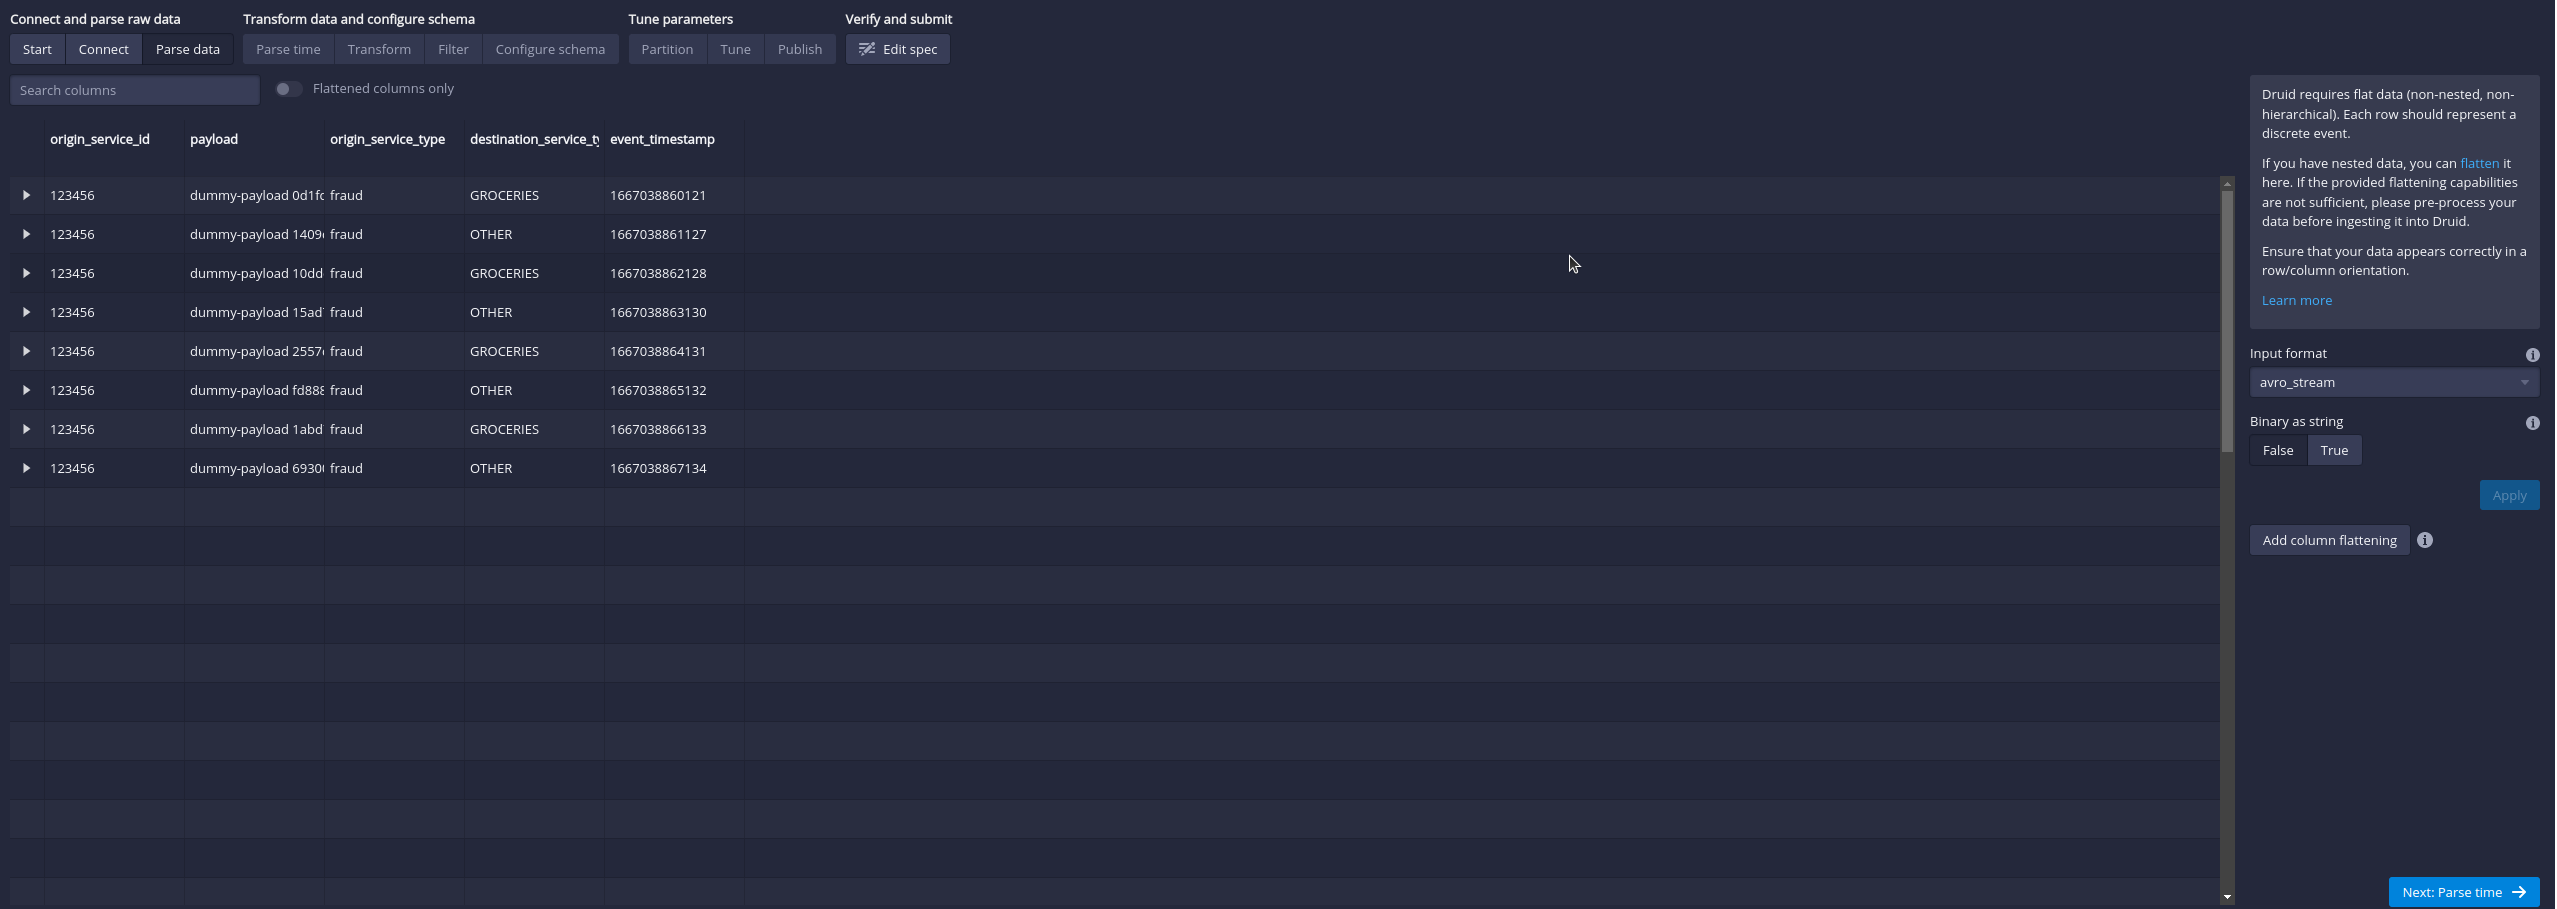 Connect and parse raw data
Transform data and configure schema
Tune parameters
Verify and submit
Start
Connect
Parse data
Parse time
Transform
Filter
Configure schema
Partition
Tune
Publish
Edit spec
Search columns
Flattened columns only
origin_service_id payload origin_service_type destination_service_ty event_timestamp
123456 dummy-payload 0d1fc fraud GROCERIES 1667038860121
123456 dummy-payload 1409 fraud OTHER 1667038861127
123456 dummy-payload 10dd fraud GROCERIES 1667038862128
123456 dummy-payload 15ad fraud OTHER 1667038863130
123456 dummy-payload 2557 fraud GROCERIES 1667038864131
123456 dummy-payload fd888 fraud OTHER 1667038865132
123456 dummy-payload 1abd fraud GROCERIES 1667038866133
123456 dummy-payload 6930 fraud OTHER 1667038867134
Druid requires flat data (non-nested, non-
hierarchical). Each row should represent a
discrete event.
If you have nested data, you can flatten it
here. If the provided flattening capabilities
are not sufficient, please pre-process your
data before ingesting it into Druid.
Ensure that your data appears correctly in a
row/column orientation.
Learn more
Input format
avro_stream
Binary as string
False
True
Apply
Add column flattening
Next: Parse time